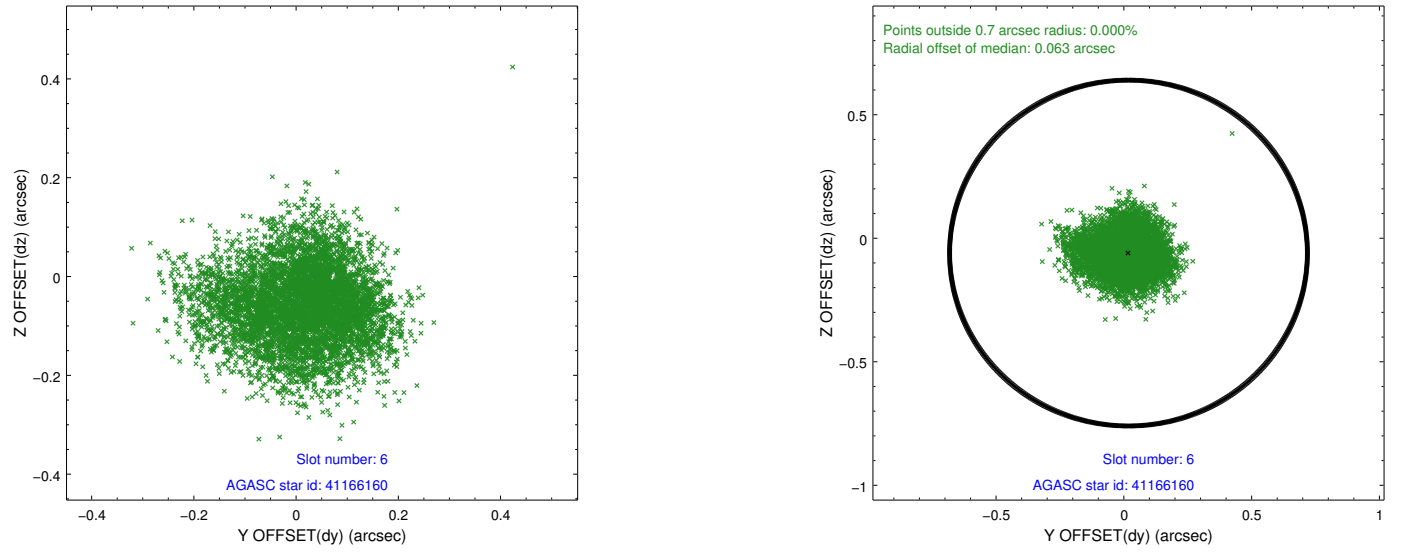 0.4
0.2
0
−0.2
−0.4
Z OFFSET(dz) (arcsec)
−0.4
−0.2
0
0.2
0.4
Y OFFSET(dy) (arcsec)
Slot number: 6
AGASC star id: 41166160
Points outside 0.7 arcsec radius: 0.000%
Radial offset of median: 0.063 arcsec
0.5
0
−0.5
−1
Z OFFSET(dz) (arcsec)
−0.5
0
0.5
1
Y OFFSET(dy) (arcsec)
Slot number: 6
AGASC star id: 41166160